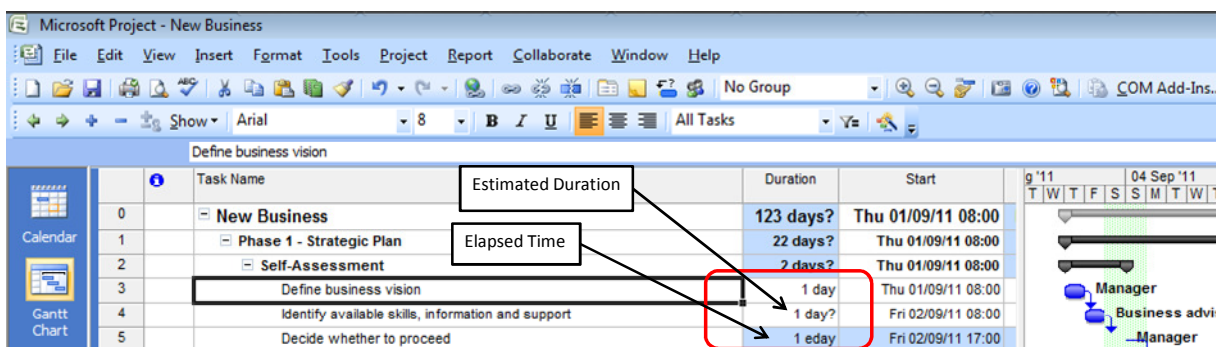 Microsoft Project - New Business
File Edit View Insert Format Tools Project Report Collaborate Window Help
No Group COM Add-Ins...
Show Arial 8 B I U All Tasks
Define business vision
Task Name Duration Start g '11 04 Sep '11
T W T F S S M T W T
Estimated Duration
0 New Business 123 days? Thu 01/09/11 08:00
Calendar 1 Phase 1 - Strategic Plan 22 days? Thu 01/09/11 08:00
Elapsed Time
2 Self-Assessment 2 days? Thu 01/09/11 08:00
3 Define business vision 1 day Thu 01/09/11 08:00 Manager
Gantt Chart 4 Identify available skills, information and support 1 day? Fri 02/09/11 08:00 Business advi
5 Decide whether to proceed 1 eday Fri 02/09/11 17:00 Manager